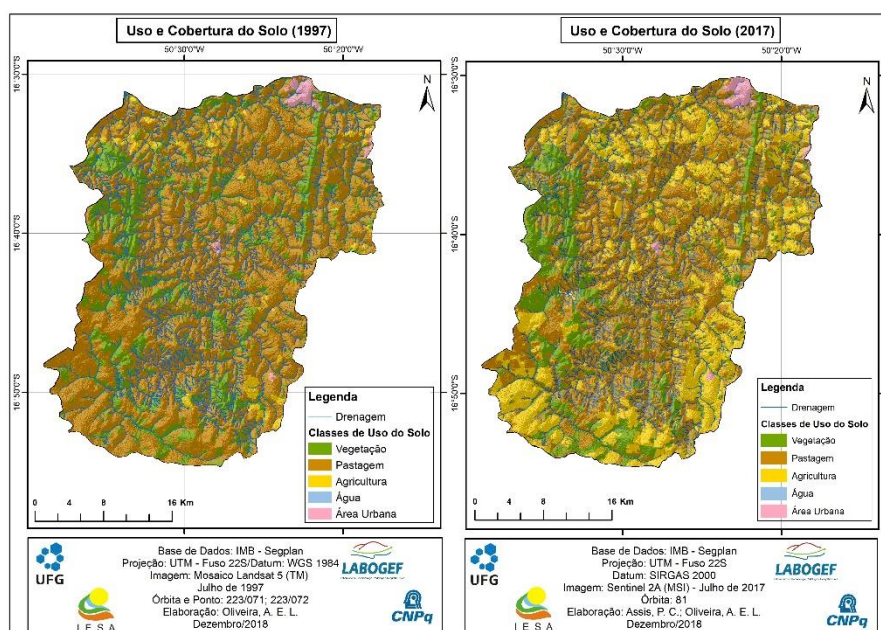 Uso e Cobertura do Solo (1997)
50°30'0"W
50°20'0"W
16°30'0"S
16°40'0"S
16°50'0"S
N
Legenda
Drenagem
Classes de Uso do Solo
Vegetação
Pastagem
Agricultura
Água
Área Urbana
0 4 8 16 Km
UFG
LESA
Base de Dados: IMB - Segplan
Projeção: UTM - Fuso 22S/Datum: WGS 1984
Imagem: Mosaico Landsat 5 (TM)
Julho de 1997
Órbita e Ponto: 223/071; 223/072
Elaboração: Oliveira, A. E. L.
Dezembro/2018
LABOGEF
CNPq
Uso e Cobertura do Solo (2017)
50°30'0"W
50°20'0"W
16°30'0"S
16°40'0"S
16°50'0"S
N
Legenda
Drenagem
Classes de Uso do Solo
Vegetação
Pastagem
Agricultura
Água
Área Urbana
0 4 8 16 Km
UFG
LESA
Base de Dados: IMB - Segplan
Projeção: UTM - Fuso 22S
Datum: SIRGAS 2000
Imagem: Sentinel 2A (MSI) - Julho de 2017
Órbita: 81
Elaboração: Assis, P. C.; Oliveira, A. E. L.
Dezembro/2018
LABOGEF
CNPq